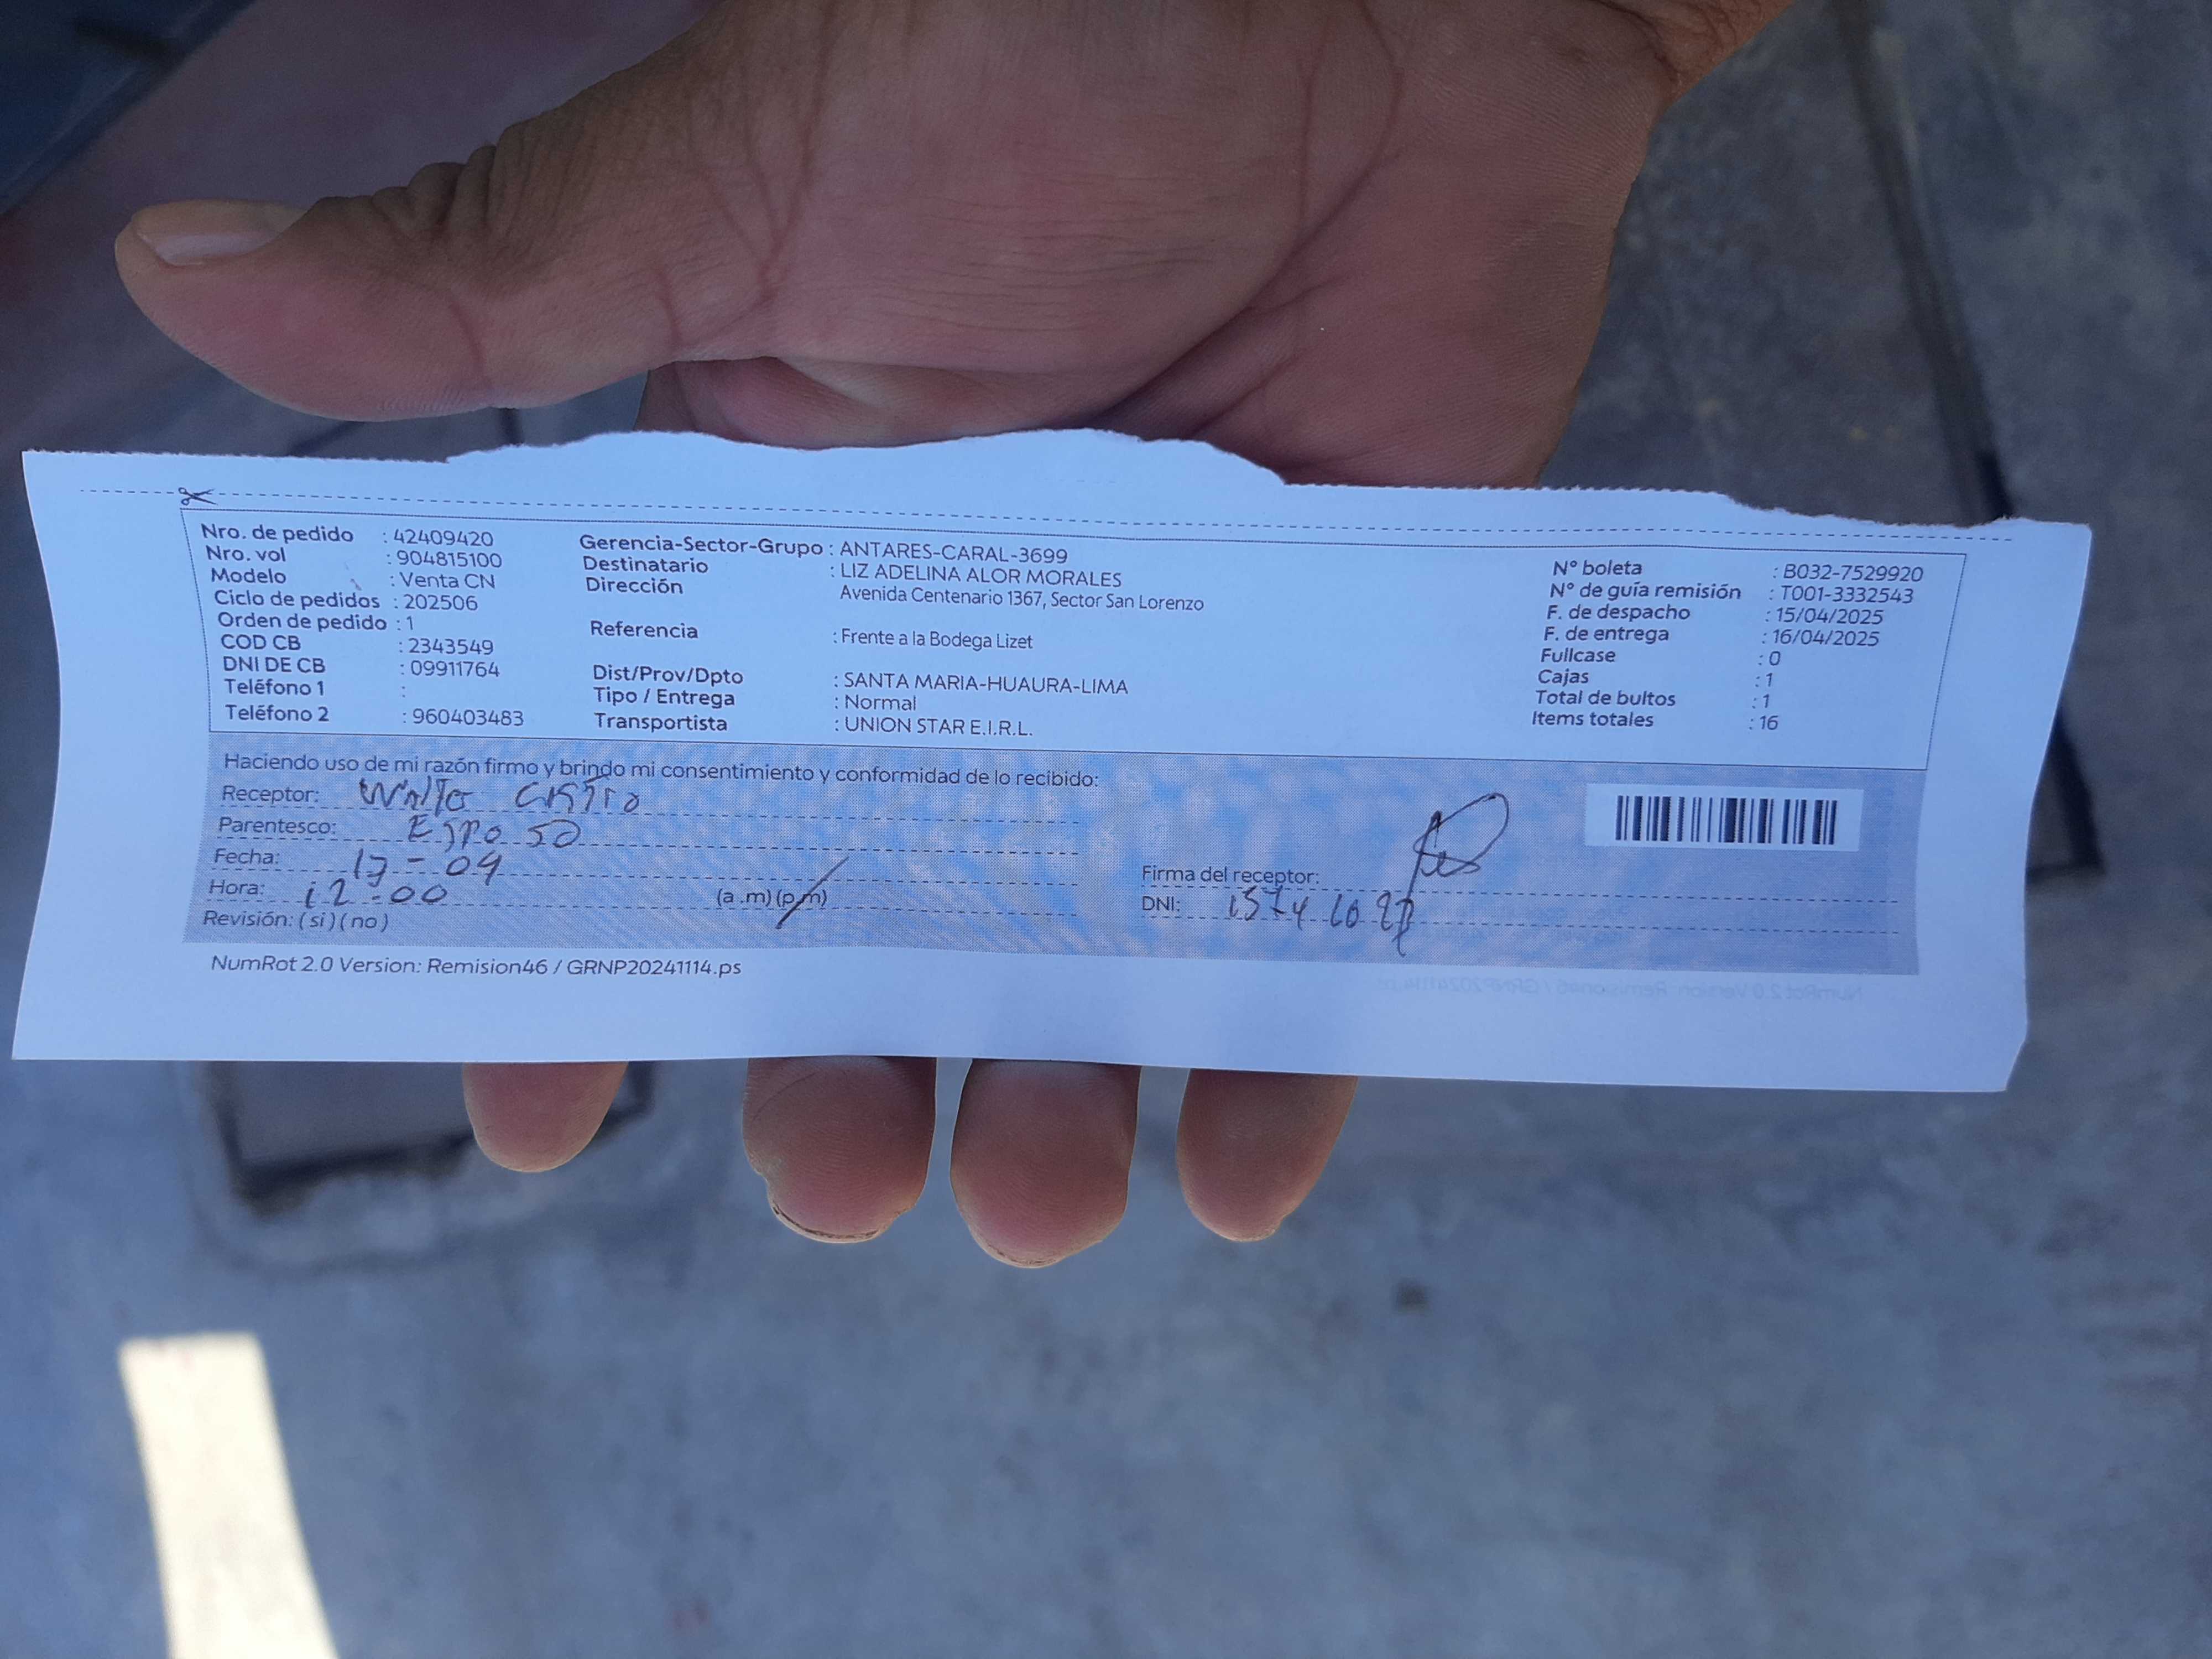 Nro. de pedido : 42409420
Nro. vol : 904815100
Modelo : Venta CN
Ciclo de pedidos : 202506
Orden de pedido : 1
COD CB : 2343549
DNI DE CB : 09911764
Teléfono 1 :
Teléfono 2 : 960403483
Gerencia-Sector-Grupo : ANTARES-CARAL-3699
Destinatario : LIZ ADELINA ALOR MORALES
Dirección Avenida Centenario 1367, Sector San Lorenzo
Referencia : Frente a la Bodega Lizet
Dist/Prov/Dpto : SANTA MARIA-HUAURA-LIMA
Tipo / Entrega : Normal
Transportista : UNION STAR E.I.R.L.
N° boleta : B032-7529920
N° de guía remisión : T001-3332543
F. de despacho : 15/04/2025
F. de entrega : 16/04/2025
Fullcase : 0
Cajas : 1
Total de bultos : 1
Items totales : 16
Haciendo uso de mi razón firmo y brindo mi consentimiento y conformidad de lo recibido:
Receptor: Walter Castro
Parentesco: Esposo
Fecha: 17-04
Hora: 12:00 (a .m) (p.m)
Revisión: ( si ) ( no )
Firma del receptor:
DNI:
NumRot 2.0 Version: Remision46 / GRNP20241114.ps